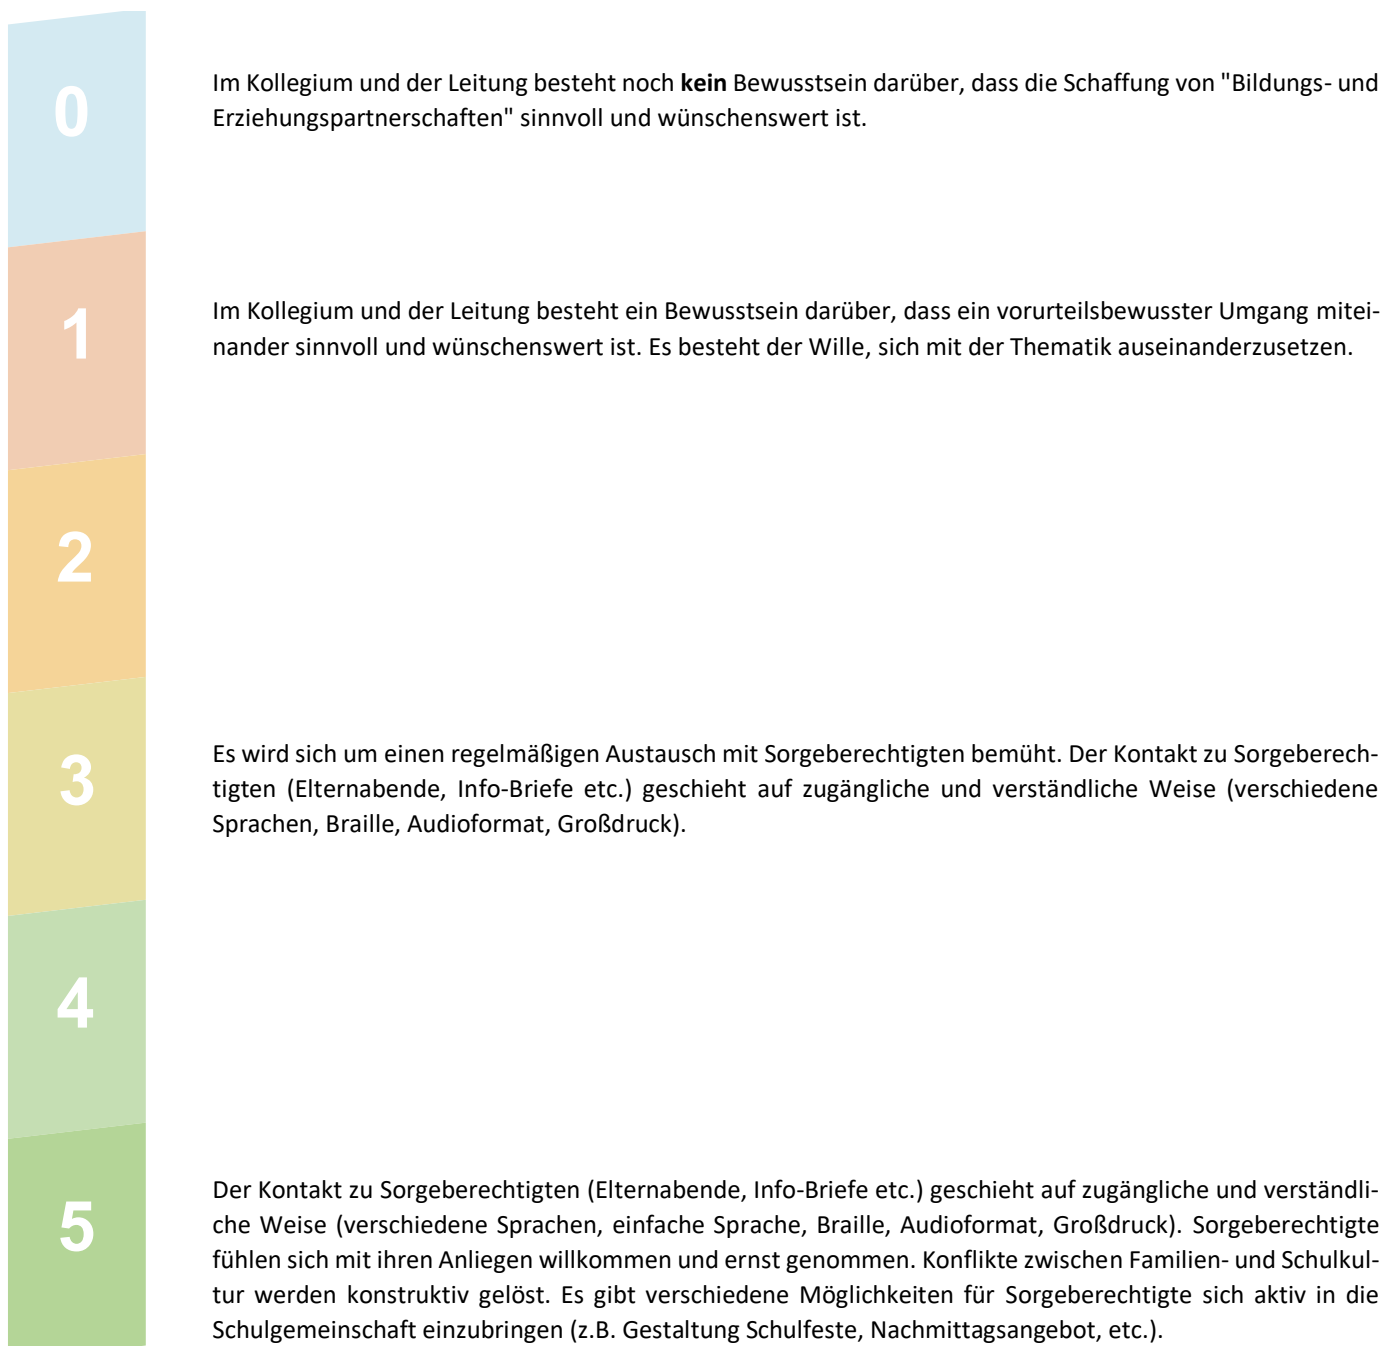 0
Im Kollegium und der Leitung besteht noch kein Bewusstsein darüber, dass die Schaffung von "Bildungs- und
Erziehungspartnerschaften" sinnvoll und wünschenswert ist.
1
Im Kollegium und der Leitung besteht ein Bewusstsein darüber, dass ein vorurteilsbewusster Umgang mitei-
nander sinnvoll und wünschenswert ist. Es besteht der Wille, sich mit der Thematik auseinanderzusetzen.
2
3
Es wird sich um einen regelmäßigen Austausch mit Sorgeberechtigten bemüht. Der Kontakt zu Sorgeberech-
tigten (Elternabende, Info-Briefe etc.) geschieht auf zugängliche und verständliche Weise (verschiedene
Sprachen, Braille, Audioformat, Großdruck).
4
5
Der Kontakt zu Sorgeberechtigten (Elternabende, Info-Briefe etc.) geschieht auf zugängliche und verständli-
che Weise (verschiedene Sprachen, einfache Sprache, Braille, Audioformat, Großdruck). Sorgeberechtigte
fühlen sich mit ihren Anliegen willkommen und ernst genommen. Konflikte zwischen Familien- und Schulkul-
tur werden konstruktiv gelöst. Es gibt verschiedene Möglichkeiten für Sorgeberechtigte sich aktiv in die
Schulgemeinschaft einzubringen (z.B. Gestaltung Schulfeste, Nachmittagsangebot, etc.).